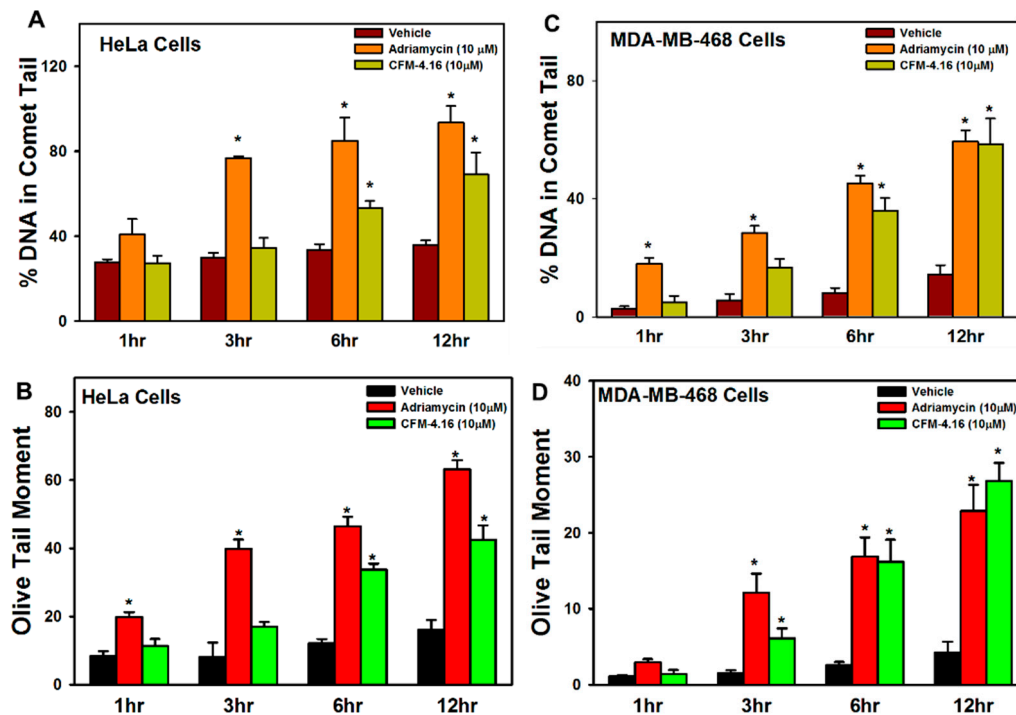 A
HeLa Cells
Vehicle
Adriamycin (10 µM)
CFM-4.16 (10µM)
% DNA in Comet Tail
120
80
40
0
*
*
*
*
*
1hr
3hr
6hr
12hr
C
MDA-MB-468 Cells
Vehicle
Adriamycin (10 µM)
CFM-4.16 (10µM)
% DNA in Comet Tail
80
40
0
*
*
*
*
*
*
1hr
3hr
6hr
12hr
B
HeLa Cells
Vehicle
Adriamycin (10µM)
CFM-4.16 (10µM)
Olive Tail Moment
80
60
40
20
0
*
*
*
*
*
*
1hr
3hr
6hr
12hr
D
MDA-MB-468 Cells
Vehicle
Adriamycin (10µM)
CFM-4.16 (10µM)
Olive Tail Moment
40
30
20
10
0
*
*
*
*
*
*
1hr
3hr
6hr
12hr